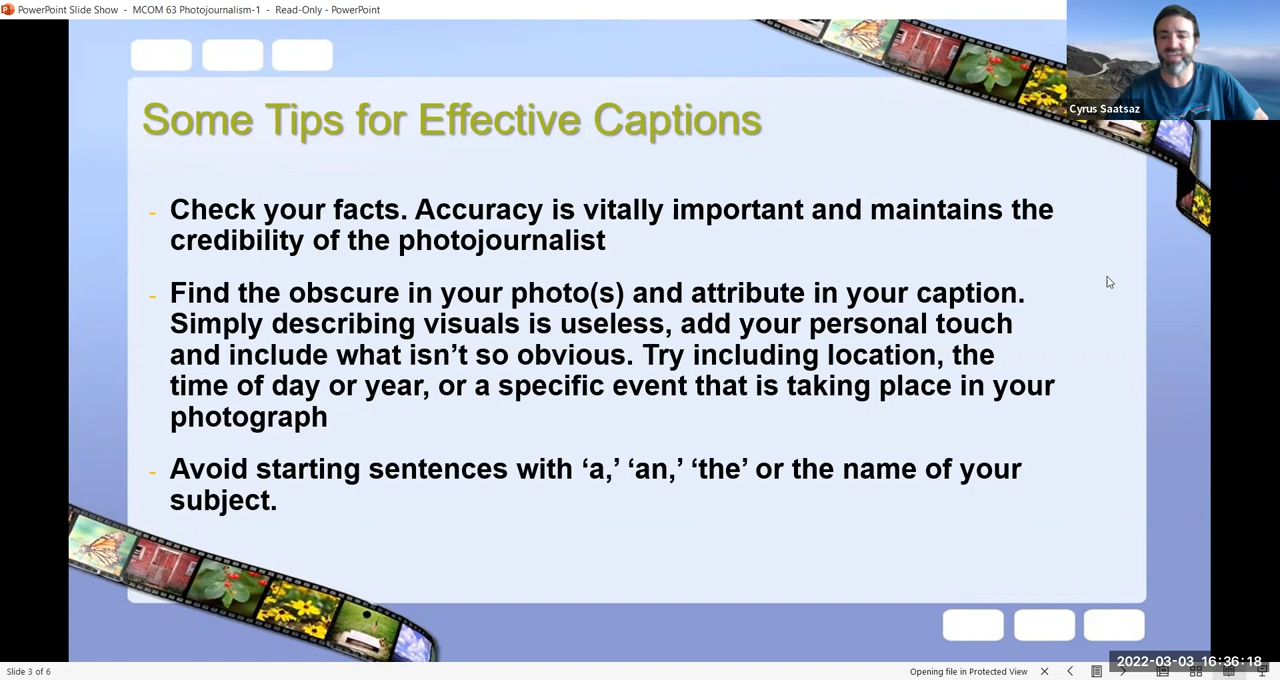 PowerPoint Slide Show - MCOM 63 Photojournalism-1 - Read-Only - PowerPoint
Cyrus Saatsaz
Some Tips for Effective Captions
- Check your facts. Accuracy is vitally important and maintains the
credibility of the photojournalist
- Find the obscure in your photo(s) and attribute in your caption.
Simply describing visuals is useless, add your personal touch
and include what isn’t so obvious. Try including location, the
time of day or year, or a specific event that is taking place in your
photograph
- Avoid starting sentences with ‘a,’ ‘an,’ ‘the’ or the name of your
subject.
2022-03-03 16:36:18
Slide 3 of 6
Opening file in Protected View